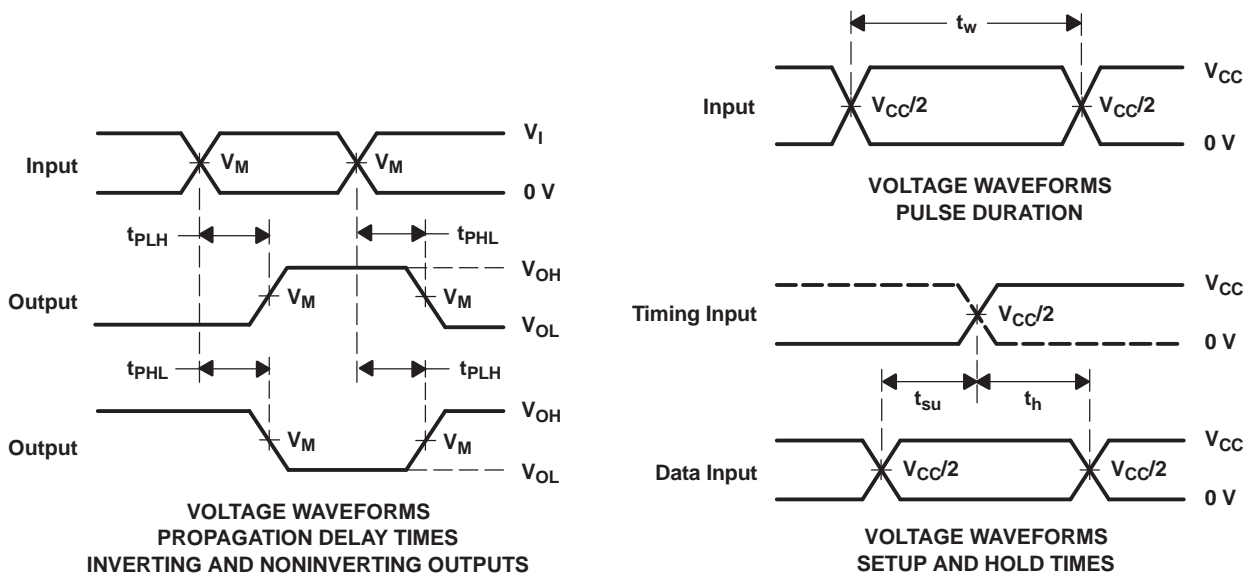 Input
V_M
V_M
V_I
0 V
t_PLH
t_PHL
Output
V_M
V_M
V_OH
V_OL
t_PHL
t_PLH
Output
V_M
V_M
V_OH
V_OL
VOLTAGE WAVEFORMS
PROPAGATION DELAY TIMES
INVERTING AND NONINVERTING OUTPUTS
t_w
Input
V_CC/2
V_CC/2
V_CC
0 V
VOLTAGE WAVEFORMS
PULSE DURATION
Timing Input
V_CC/2
V_CC
0 V
t_su
t_h
Data Input
V_CC/2
V_CC/2
V_CC
0 V
VOLTAGE WAVEFORMS
SETUP AND HOLD TIMES